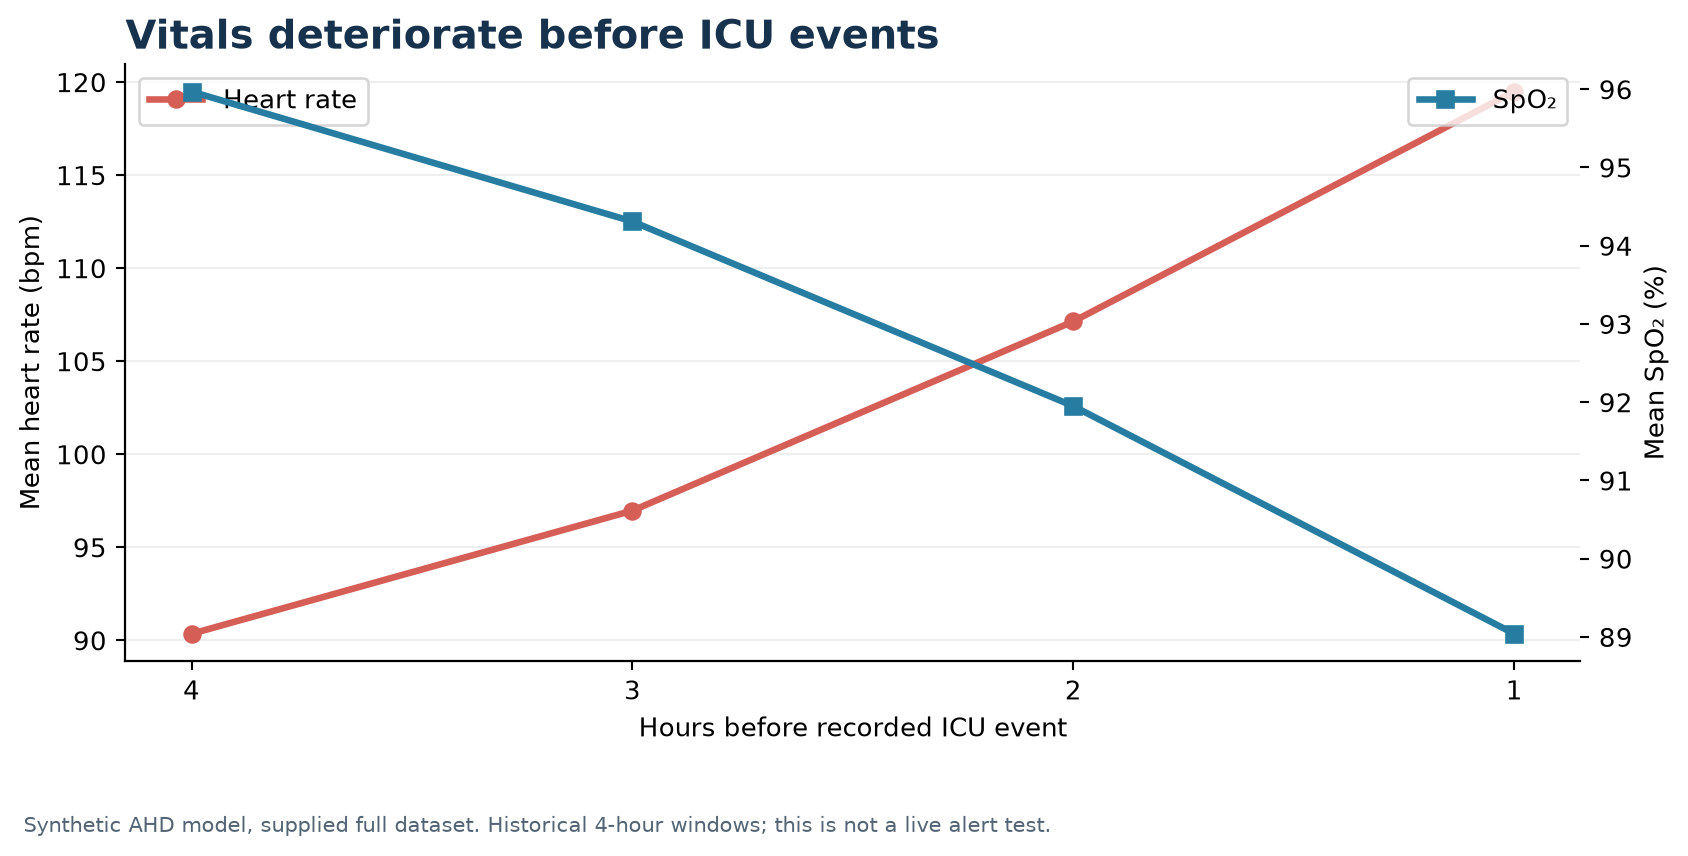 Vitals deteriorate before ICU events
Heart rate
SpO₂
120
115
110
105
100
95
90
Mean heart rate (bpm)
96
95
94
93
92
91
90
89
Mean SpO₂ (%)
4 3 2 1
Hours before recorded ICU event
Synthetic AHD model, supplied full dataset. Historical 4-hour windows; this is not a live alert test.